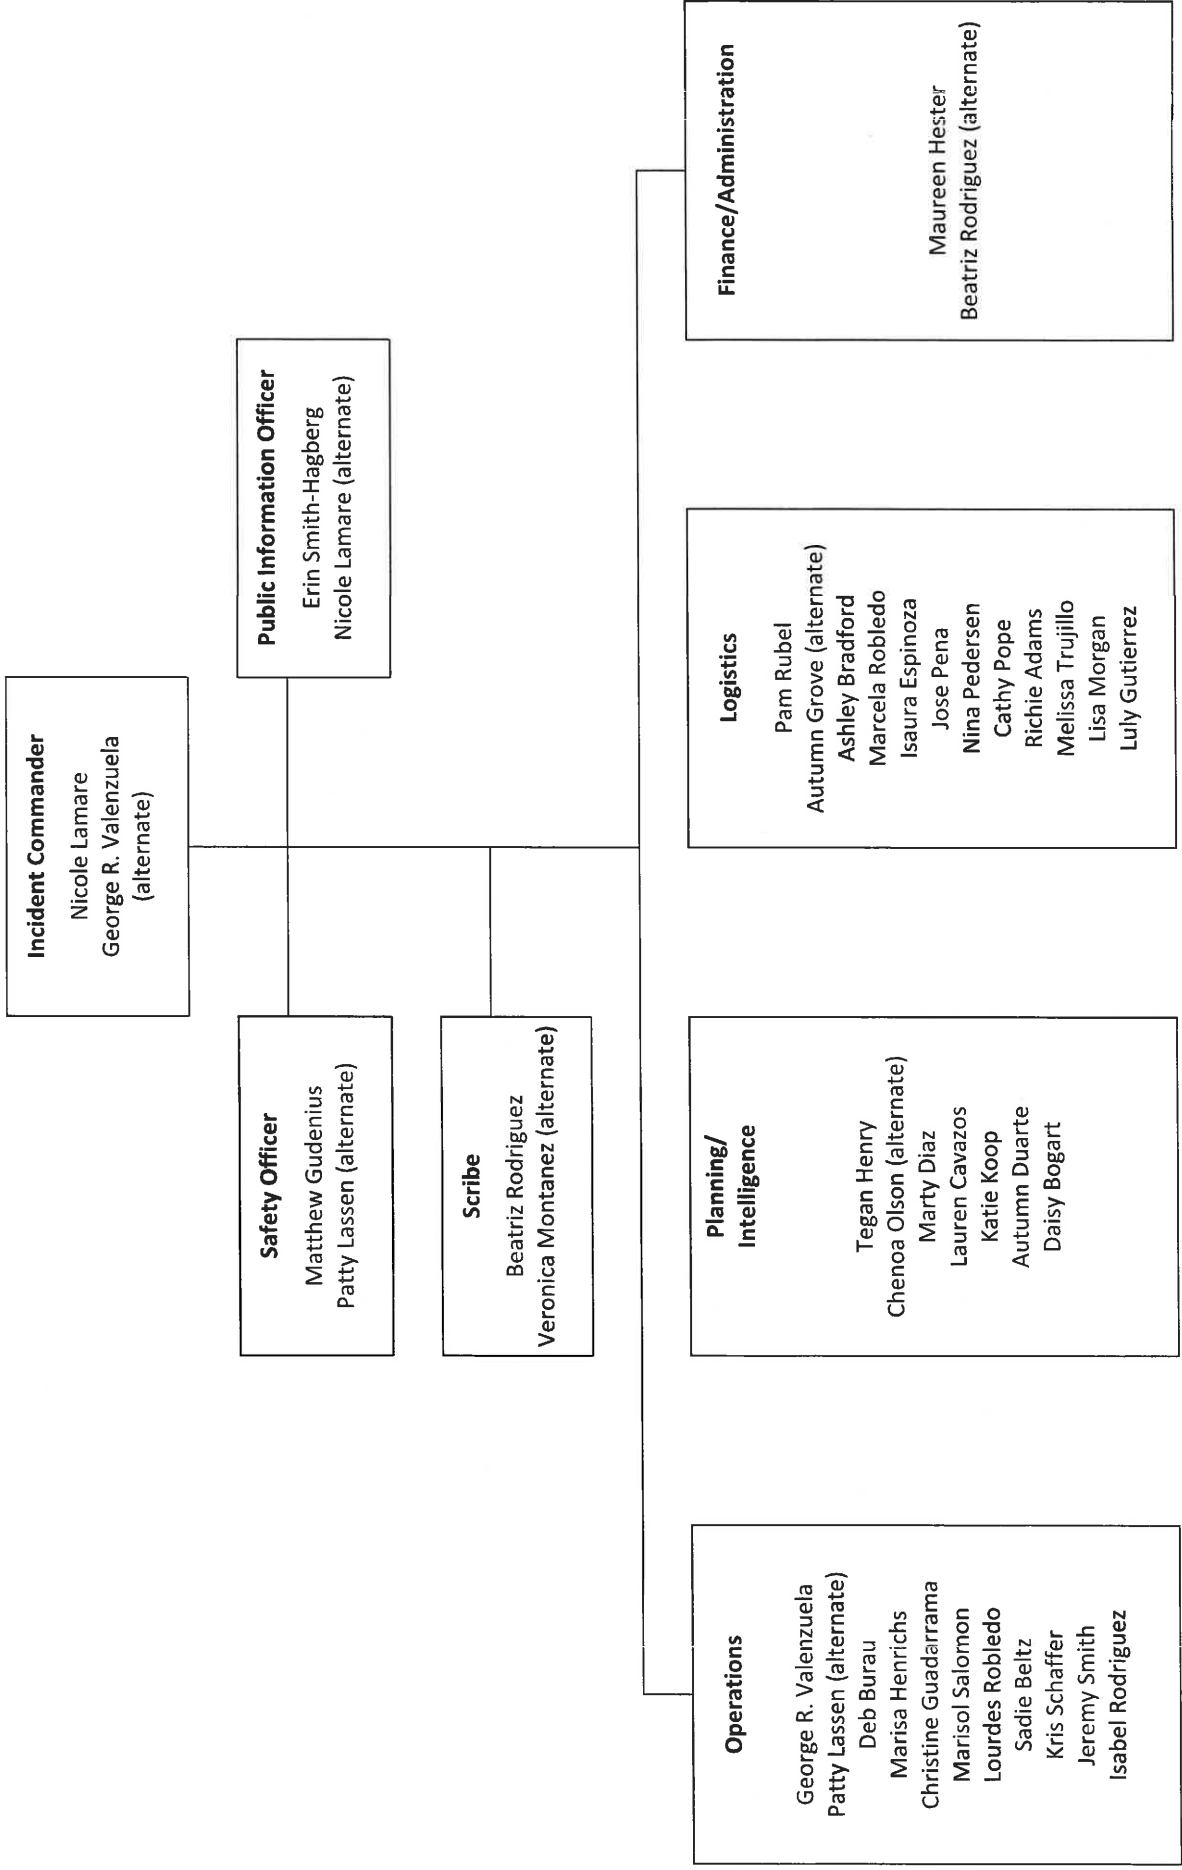 Incident Commander
Nicole Lamare
George R. Valenzuela
(alternate)
Safety Officer
Matthew Gudenius
Patty Lassen (alternate)
Public Information Officer
Erin Smith-Hagberg
Nicole Lamare (alternate)
Scribe
Beatriz Rodriguez
Veronica Montanez (alternate)
Operations
George R. Valenzuela
Patty Lassen (alternate)
Deb Burau
Marisa Henrichs
Christine Guadarrama
Marisol Salomon
Lourdes Robledo
Sadie Beltz
Kris Schaffer
Jeremy Smith
Isabel Rodriguez
Planning/
Intelligence
Tegan Henry
Chenoa Olson (alternate)
Marty Diaz
Lauren Cavazos
Katie Koop
Autumn Duarte
Daisy Bogart
Logistics
Pam Rubel
Autumn Grove (alternate)
Ashley Bradford
Marcela Robledo
Isaura Espinoza
Jose Pena
Nina Pedersen
Cathy Pope
Richie Adams
Melissa Trujillo
Lisa Morgan
Luly Gutierrez
Finance/Administration
Maureen Hester
Beatriz Rodriguez (alternate)